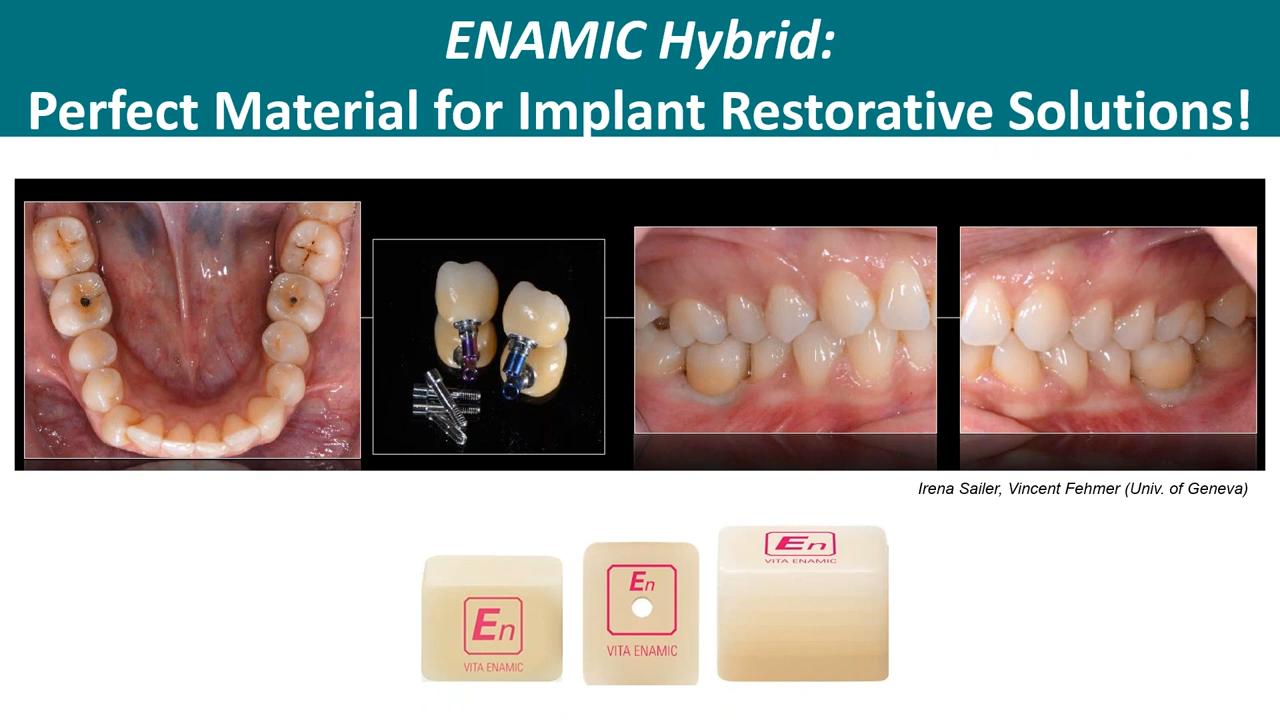 ENAMIC Hybrid:
Perfect Material for Implant Restorative Solutions!
Irena Sailer, Vincent Fehmer (Univ. of Geneva)
En
VITA ENAMIC
En
VITA ENAMIC
En
VITA ENAMIC